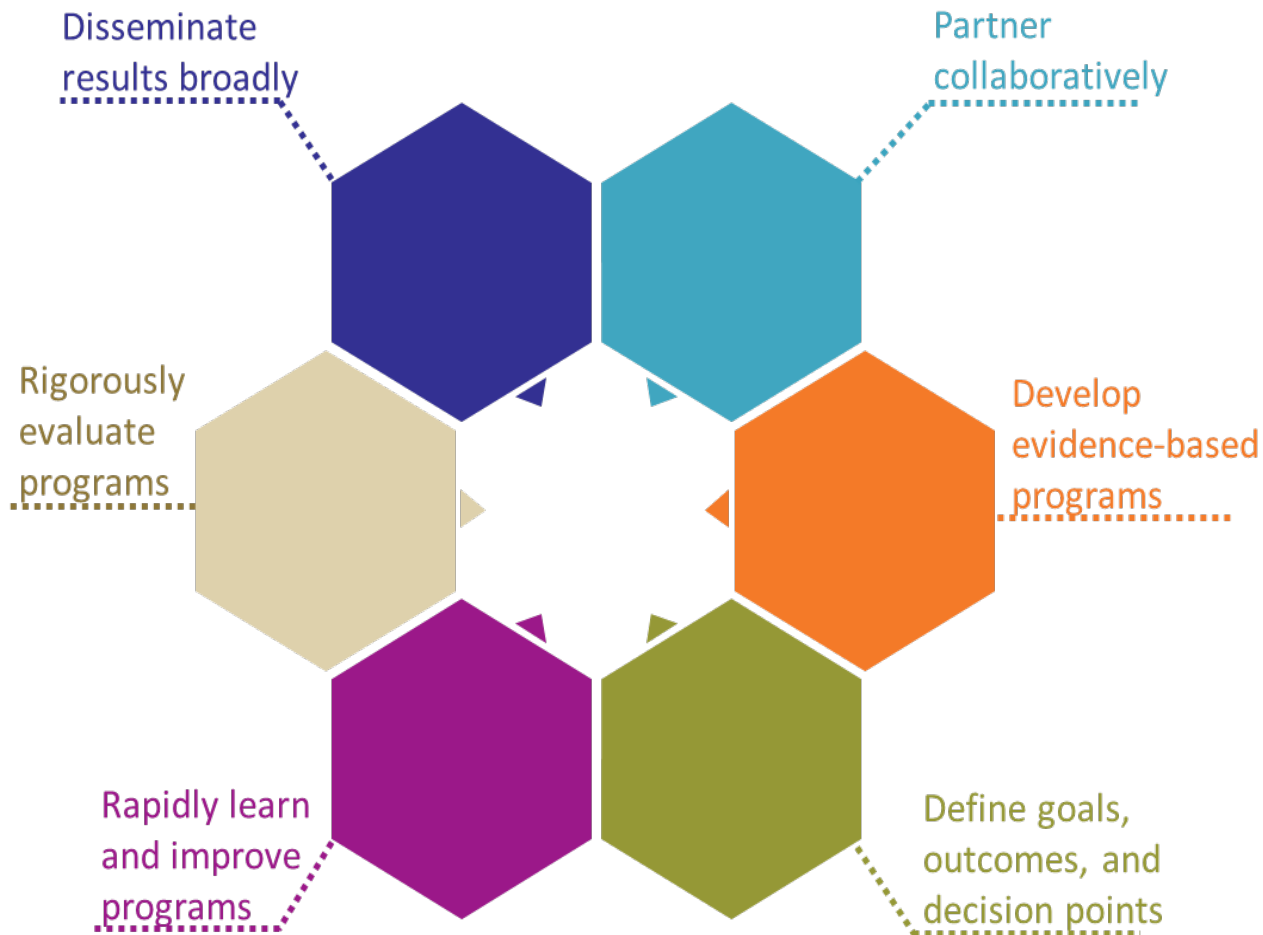 Disseminate
results broadly
Partner
collaboratively
Develop
evidence-based
programs
Define goals,
outcomes, and
decision points
Rapidly learn
and improve
programs
Rigorously
evaluate
programs